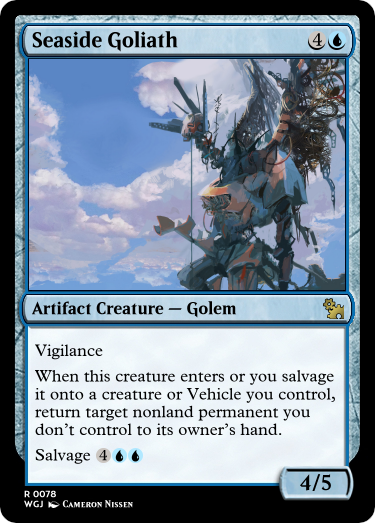 Seaside Goliath 4
Artifact Creature — Golem
Vigilance
When this creature enters or you salvage
it onto a creature or Vehicle you control,
return target nonland permanent you
don't control to its owner's hand.
Salvage 4
4/5
R 0078
WGJ Cameron Nissen